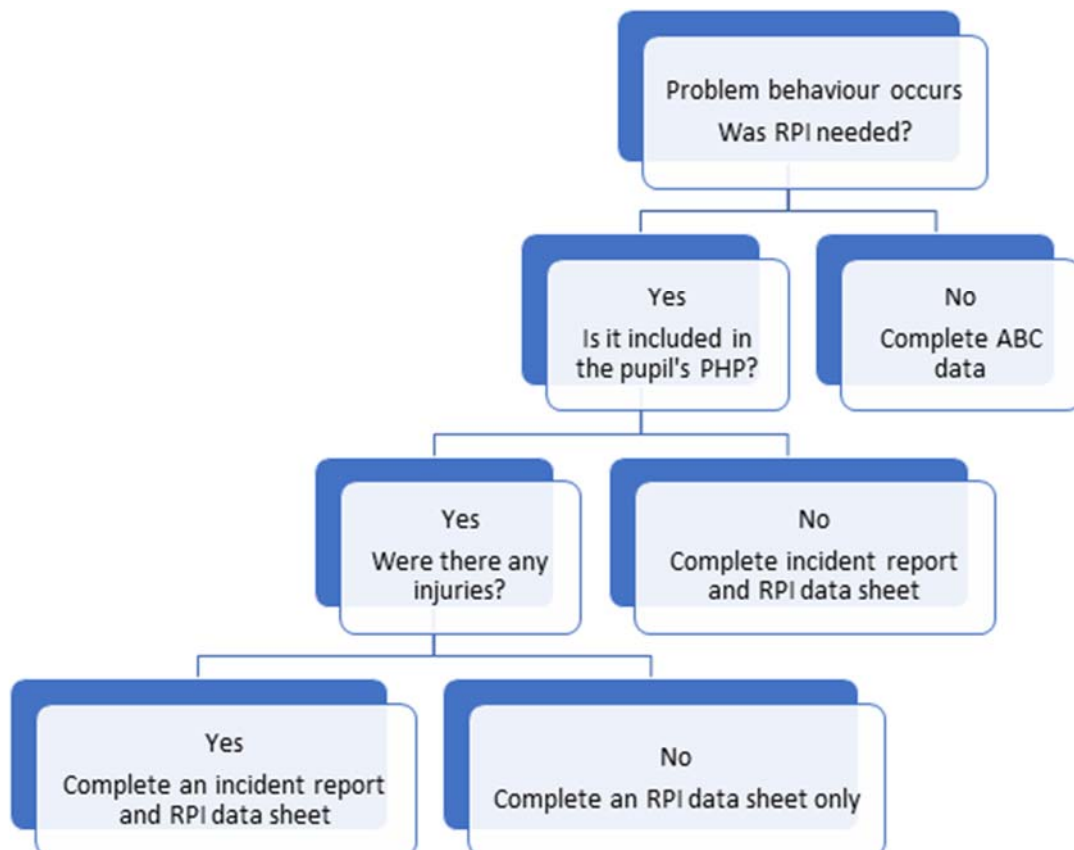 Problem behaviour occurs
Was RPI needed?
Yes
Is it included in
the pupil's PHP?
No
Complete ABC
data
Yes
Were there any
injuries?
No
Complete incident report
and RPI data sheet
Yes
Complete an incident report
and RPI data sheet
No
Complete an RPI data sheet only